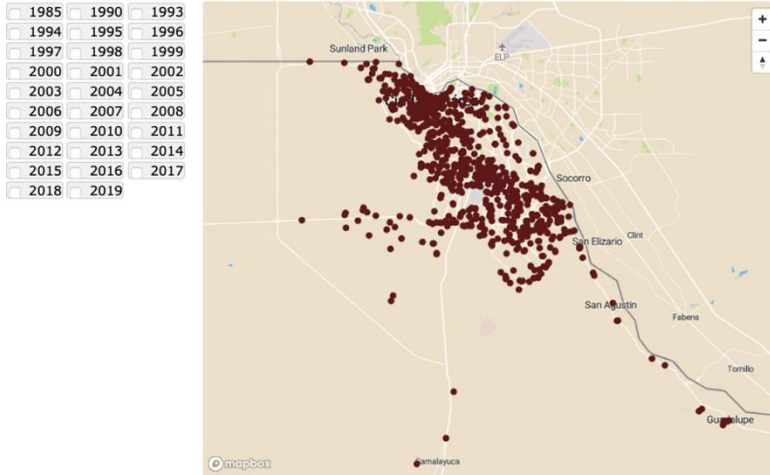 1985 1990 1993
1994 1995 1996
1997 1998 1999
2000 2001 2002
2003 2004 2005
2006 2007 2008
2009 2010 2011
2012 2013 2014
2015 2016 2017
2018 2019
Sunland Park
ELP
Socorro
San Elizario
Clint
San Agustín
Fabens
Tornillo
Guadalupe
Samalayuca
mapbox